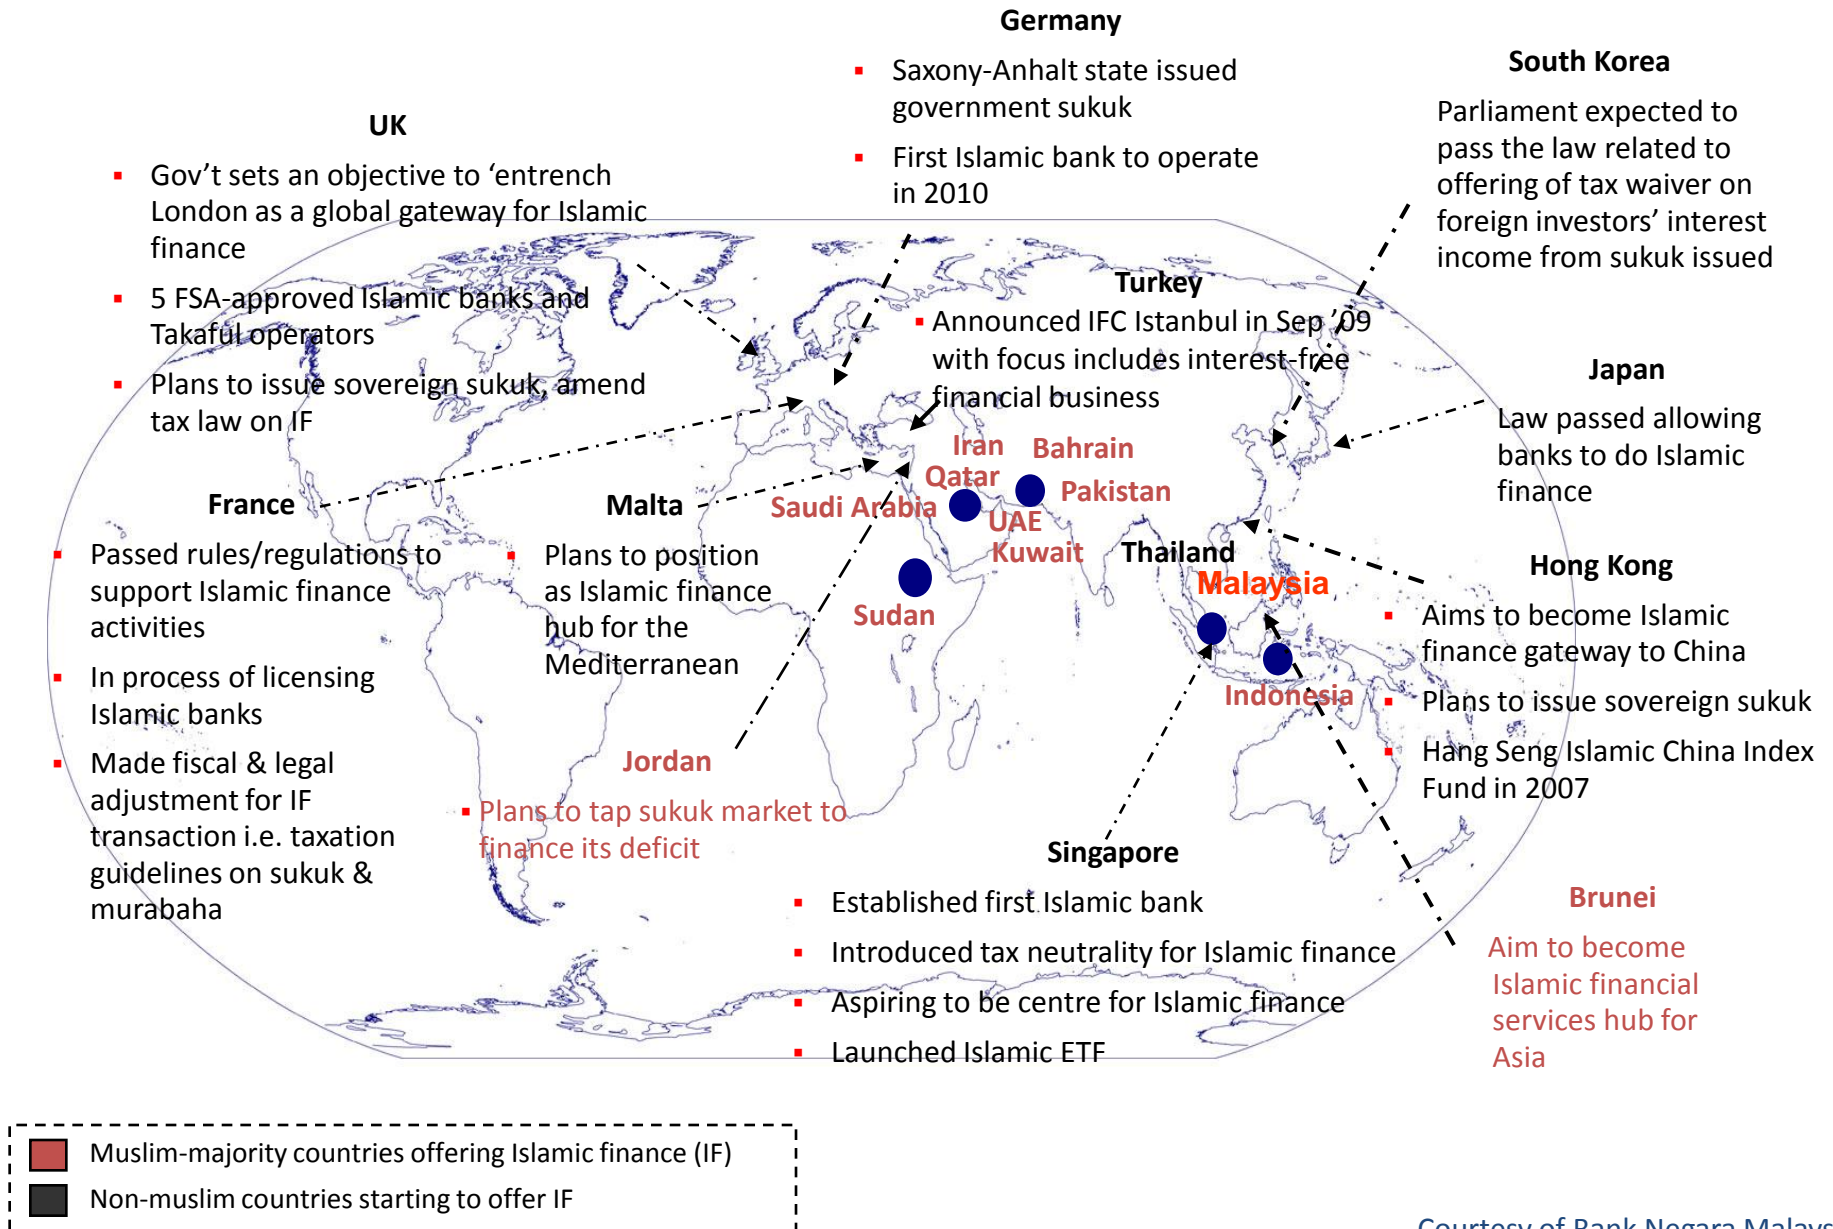 Germany
Saxony-Anhalt state issued
government sukuk
First Islamic bank to operate
in 2010
South Korea
Parliament expected to
pass the law related to
offering of tax waiver on
foreign investors’ interest
income from sukuk issued
UK
Gov’t sets an objective to ‘entrench
London as a global gateway for Islamic
finance
5 FSA-approved Islamic banks and
Takaful operators
Plans to issue sovereign sukuk, amend
tax law on IF
Turkey
Announced IFC Istanbul in Sep ’09
with focus includes interest-free
financial business
Japan
Law passed allowing
banks to do Islamic
finance
Iran
Bahrain
Qatar
Pakistan
Saudi Arabia
UAE
Kuwait
Sudan
Thailand
Malaysia
Indonesia
France
Passed rules/regulations to
support Islamic finance
activities
In process of licensing
Islamic banks
Made fiscal & legal
adjustment for IF
transaction i.e. taxation
guidelines on sukuk &
murabaha
Malta
Plans to position
as Islamic finance
hub for the
Mediterranean
Hong Kong
Aims to become Islamic
finance gateway to China
Plans to issue sovereign sukuk
Hang Seng Islamic China Index
Fund in 2007
Jordan
Plans to tap sukuk market to
finance its deficit
Singapore
Established first Islamic bank
Introduced tax neutrality for Islamic finance
Aspiring to be centre for Islamic finance
Launched Islamic ETF
Brunei
Aim to become
Islamic financial
services hub for
Asia
Muslim-majority countries offering Islamic finance (IF)
Non-muslim countries starting to offer IF
Courtesy of Bank Negara Malays